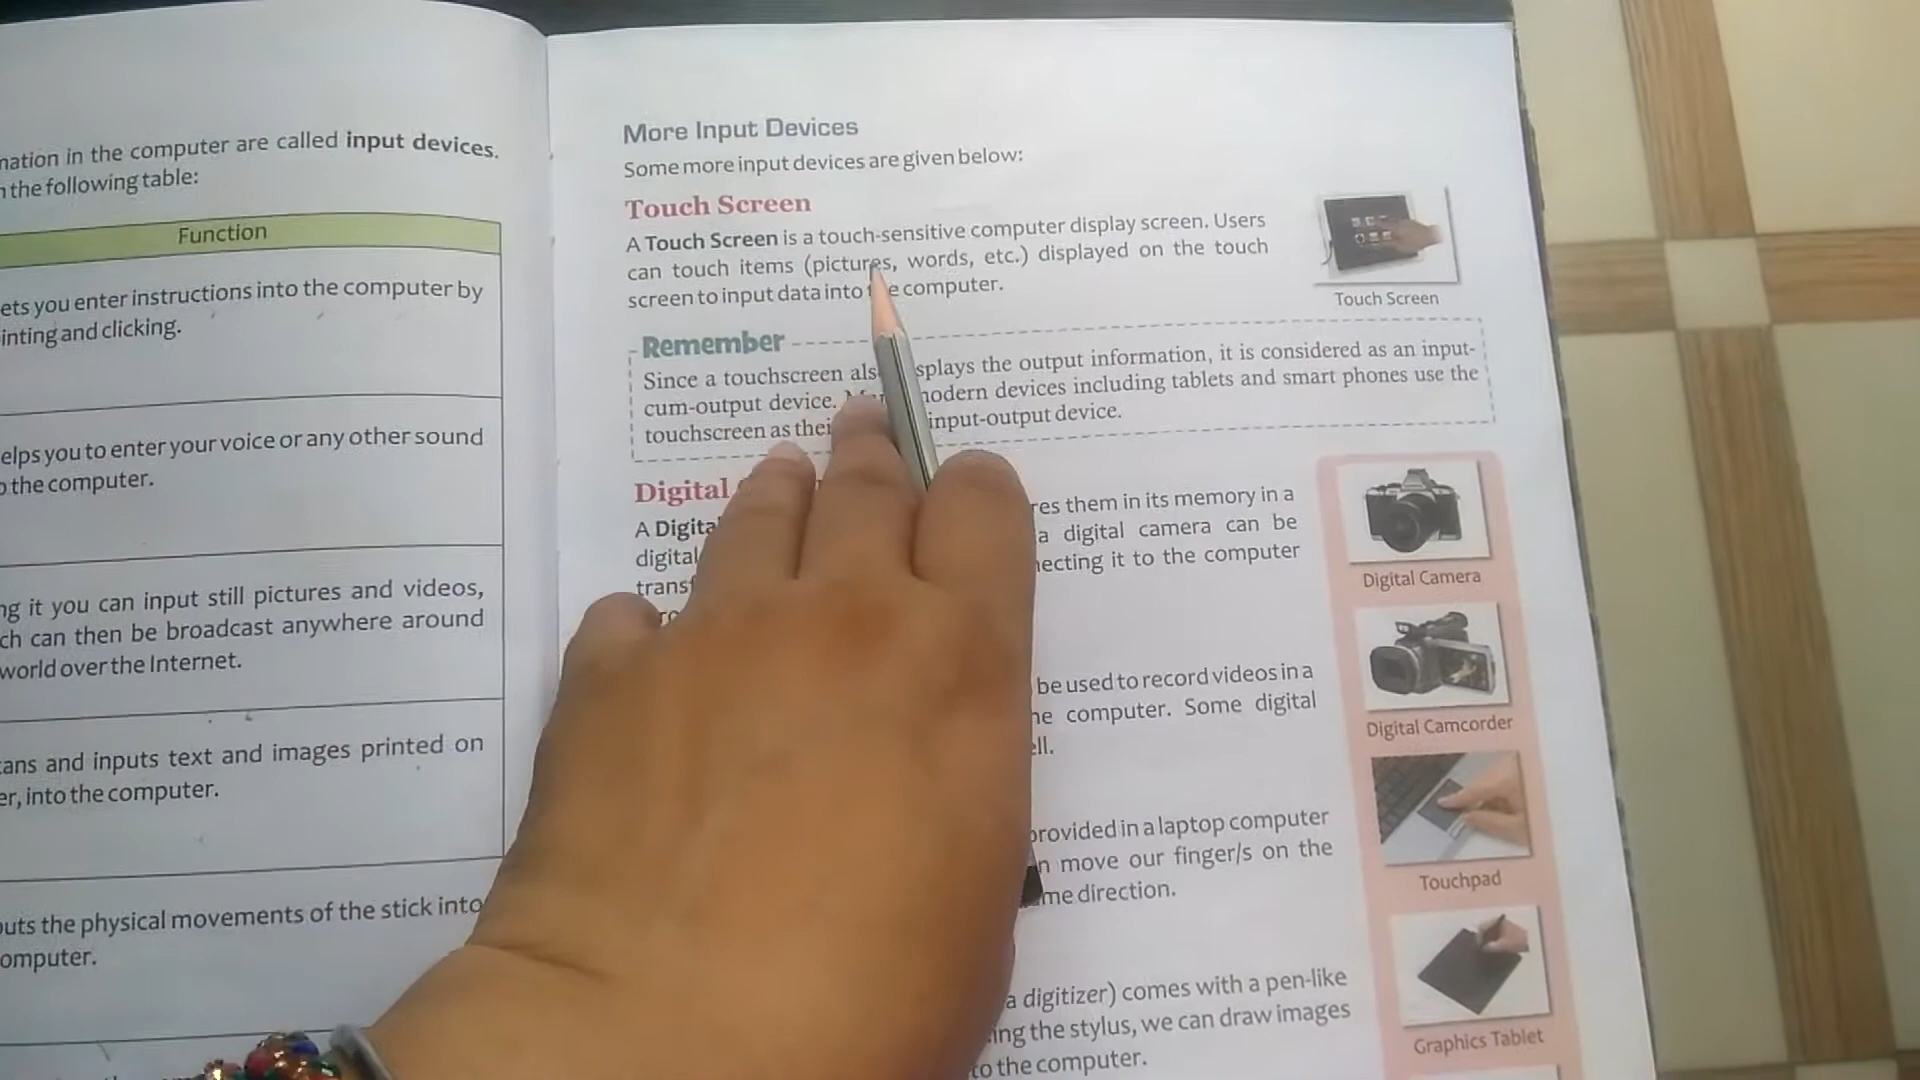 mation in the computer are called input devices.
the following table:
Function
ets you enter instructions into the computer by
inting and clicking.
elps you to enter your voice or any other sound
the computer.
ng it you can input still pictures and videos,
ch can then be broadcast anywhere around
world over the Internet.
ans and inputs text and images printed on
er, into the computer.
uts the physical movements of the stick into
omputer.
More Input Devices
Some more input devices are given below:
Touch Screen
A Touch Screen is a touch-sensitive computer display screen. Users
can touch items (pictures, words, etc.) displayed on the touch
screen to input data into the computer.
Touch Screen
Remember
Since a touchscreen als splays the output information, it is considered as an input-
cum-output device. modern devices including tablets and smart phones use the
touchscreen as thei input-output device.
Digital
A Digital res them in its memory in a
digital a digital camera can be
transf necting it to the computer
be used to record videos in a
he computer. Some digital
ell.
provided in a laptop computer
n move our finger/s on the
me direction.
a digitizer) comes with a pen-like
ing the stylus, we can draw images
to the computer.
Digital Camera
Digital Camcorder
Touchpad
Graphics Tablet